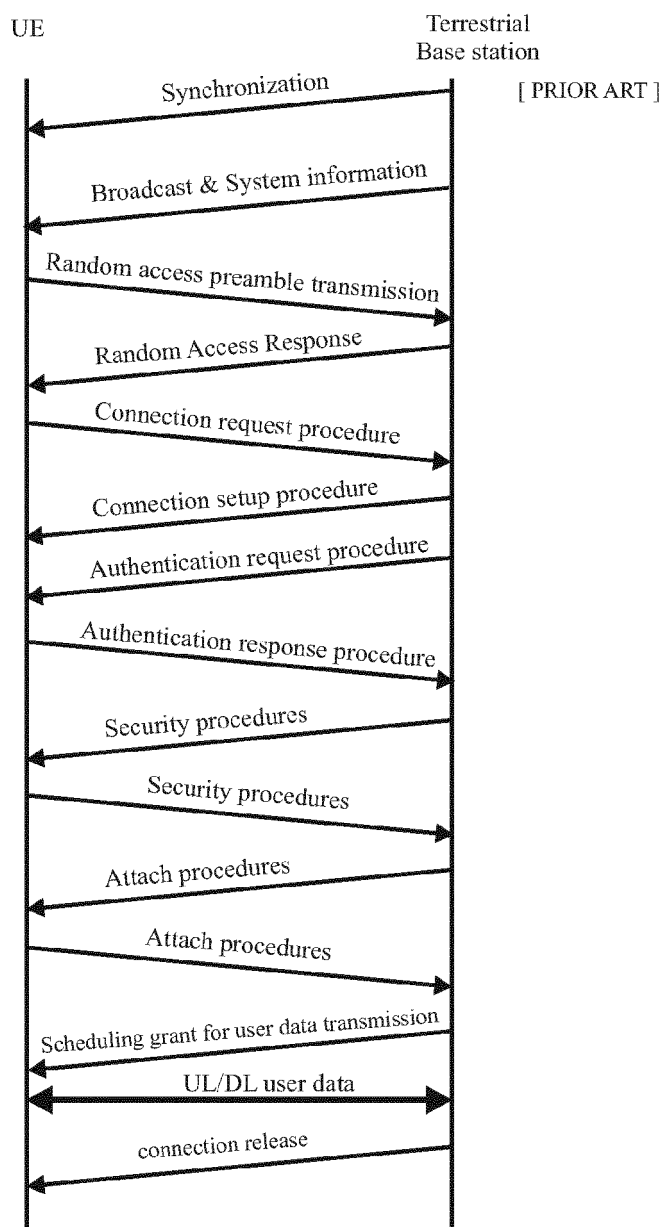 UE
Terrestrial
Base station
[ PRIOR ART ]
Synchronization
Broadcast & System information
Random access preamble transmission
Random Access Response
Connection request procedure
Connection setup procedure
Authentication request procedure
Authentication response procedure
Security procedures
Security procedures
Attach procedures
Attach procedures
Scheduling grant for user data transmission
UL/DL user data
connection release